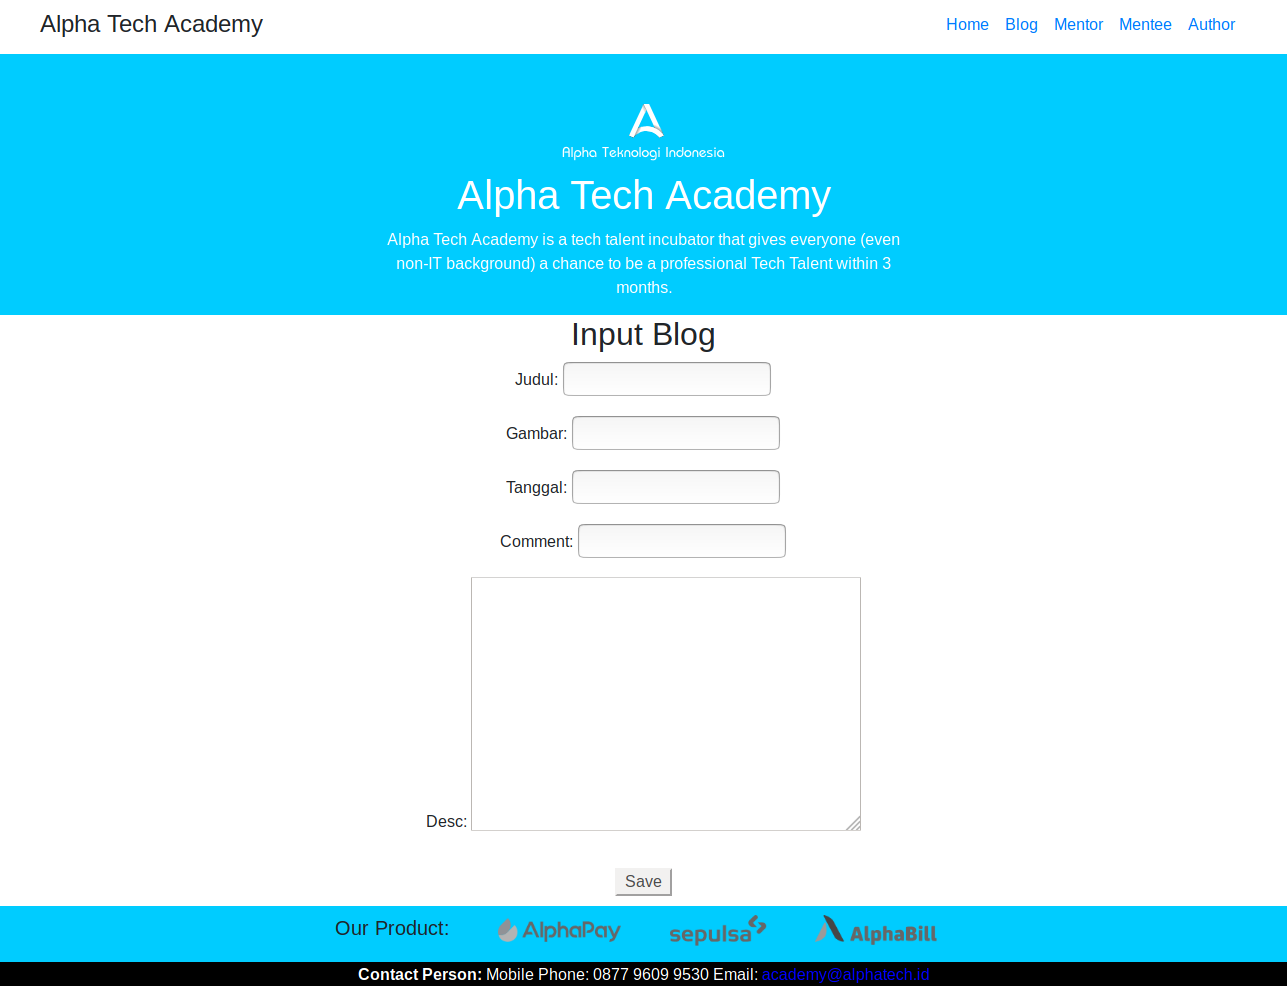 Alpha Tech Academy
Home Blog Mentor Mentee Author
Alpha Teknologi Indonesia
Alpha Tech Academy
Alpha Tech Academy is a tech talent incubator that gives everyone (even
non-IT background) a chance to be a professional Tech Talent within 3
months.
Input Blog
Judul:
Gambar:
Tanggal:
Comment:
Desc:
Save
Our Product: AlphaPay sepulsa AlphaBill
Contact Person: Mobile Phone: 0877 9609 9530 Email: academy@alphatech.id